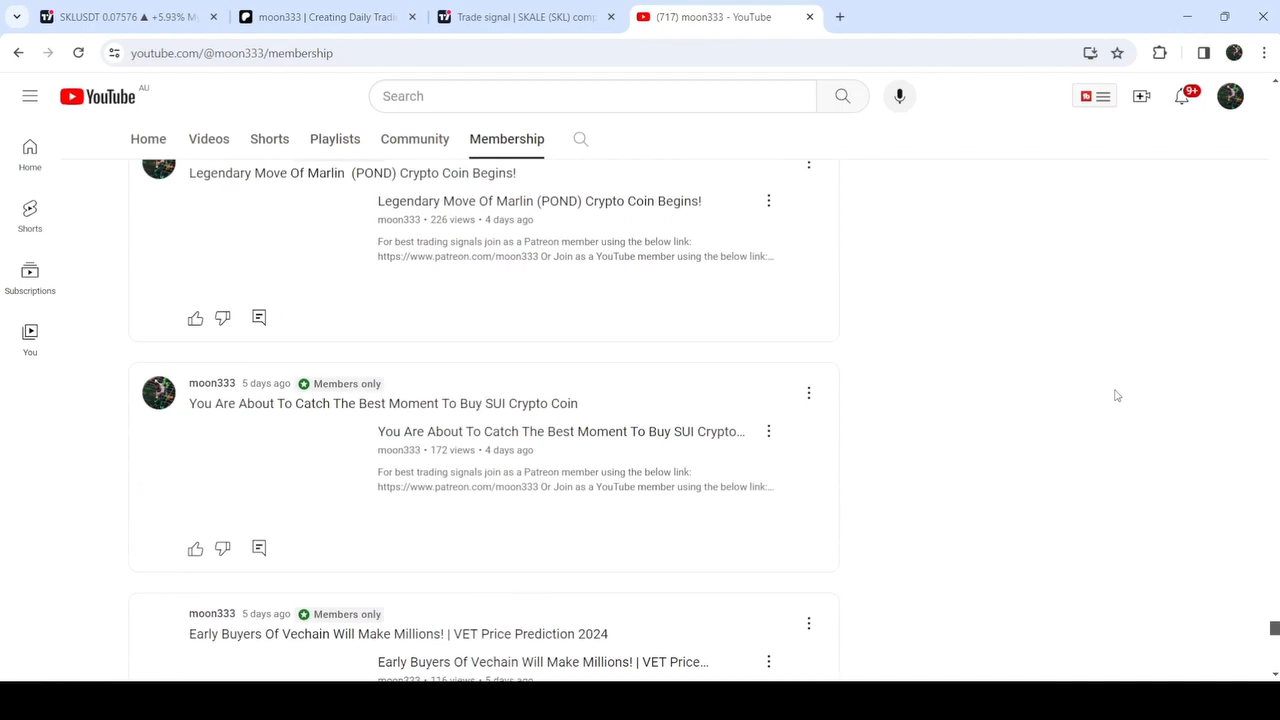 SKLUSDT 0.07576 ▲ +5.93% M
moon333 | Creating Daily Tradi
Trade signal | SKALE (SKL) com
(717) moon333 - YouTube
youtube.com/@moon333/membership
YouTube AU
Search
9+
Home Videos Shorts Playlists Community Membership
Home
Shorts
Subscriptions
You
Legendary Move Of Marlin (POND) Crypto Coin Begins!
Legendary Move Of Marlin (POND) Crypto Coin Begins!
moon333 • 226 views • 4 days ago
For best trading signals join as a Patreon member using the below link:
https://www.patreon.com/moon333 Or Join as a YouTube member using the below link:...
moon333 5 days ago Members only
You Are About To Catch The Best Moment To Buy SUI Crypto Coin
You Are About To Catch The Best Moment To Buy SUI Crypto...
moon333 • 172 views • 4 days ago
For best trading signals join as a Patreon member using the below link:
https://www.patreon.com/moon333 Or Join as a YouTube member using the below link:...
moon333 5 days ago Members only
Early Buyers Of Vechain Will Make Millions! | VET Price Prediction 2024
Early Buyers Of Vechain Will Make Millions! | VET Price...
moon333 • 116 views • 5 days ago